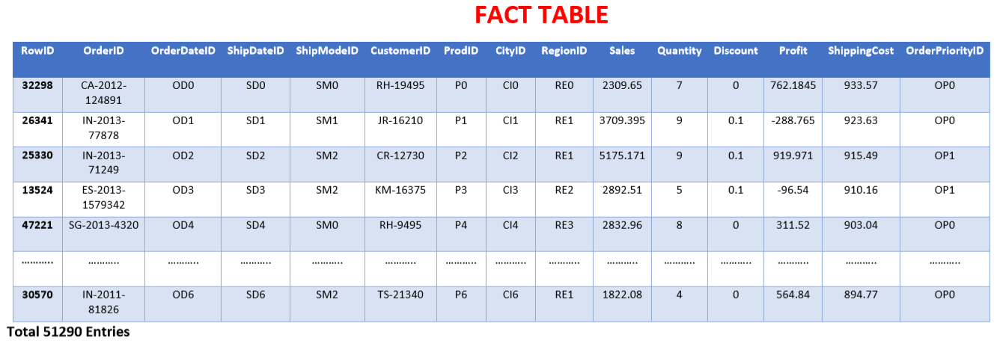 FACT TABLE
RowID OrderID OrderDateID ShipDateID ShipModeID CustomerID ProdID CityID RegionID Sales Quantity Discount Profit ShippingCost OrderPriorityID
32298 CA-2012-124891 OD0 SD0 SM0 RH-19495 P0 CI0 RE0 2309.65 7 0 762.1845 933.57 OP0
26341 IN-2013-77878 OD1 SD1 SM1 JR-16210 P1 CI1 RE1 3709.395 9 0.1 -288.765 923.63 OP0
25330 IN-2013-71249 OD2 SD2 SM2 CR-12730 P2 CI2 RE1 5175.171 9 0.1 919.971 915.49 OP1
13524 ES-2013-1579342 OD3 SD3 SM2 KM-16375 P3 CI3 RE2 2892.51 5 0.1 -96.54 910.16 OP1
47221 SG-2013-4320 OD4 SD4 SM0 RH-9495 P4 CI4 RE3 2832.96 8 0 311.52 903.04 OP0
........... ........... ........... ........... ........... ........... ........... ........... ........... ........... ........... ........... ........... ........... ...........
30570 IN-2011-81826 OD6 SD6 SM2 TS-21340 P6 CI6 RE1 1822.08 4 0 564.84 894.77 OP0
Total 51290 Entries